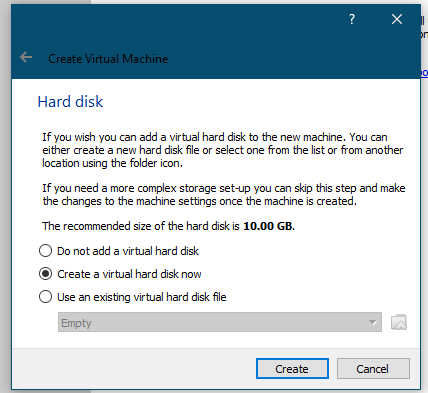 ?
Create Virtual Machine
Hard disk
If you wish you can add a virtual hard disk to the new machine. You can
either create a new hard disk file or select one from the list or from another
location using the folder icon.
If you need a more complex storage set-up you can skip this step and make
the changes to the machine settings once the machine is created.
The recommended size of the hard disk is 10.00 GB.
Do not add a virtual hard disk
Create a virtual hard disk now
Use an existing virtual hard disk file
Empty
Create
Cancel